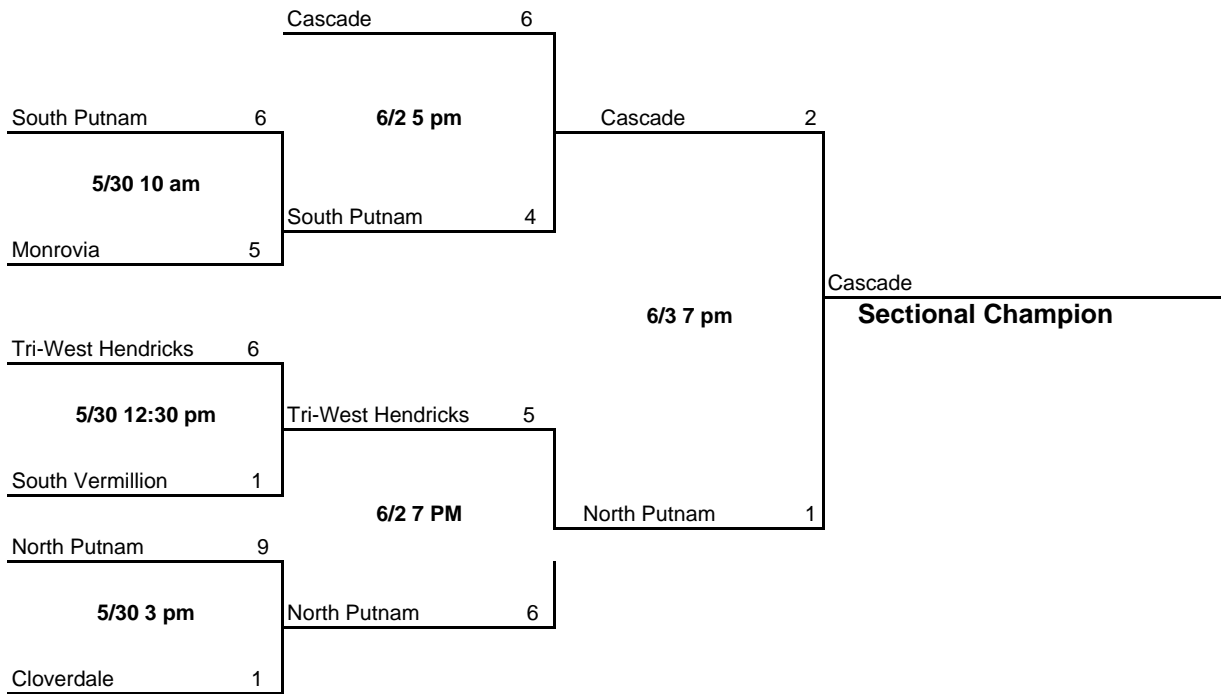 Cascade 6
South Putnam 6
6/2 5 pm
Cascade 2
5/30 10 am
South Putnam 4
Monrovia 5
Cascade
6/3 7 pm
Sectional Champion
Tri-West Hendricks 6
5/30 12:30 pm
Tri-West Hendricks 5
South Vermillion 1
6/2 7 PM
North Putnam 1
North Putnam 9
5/30 3 pm
North Putnam 6
Cloverdale 1